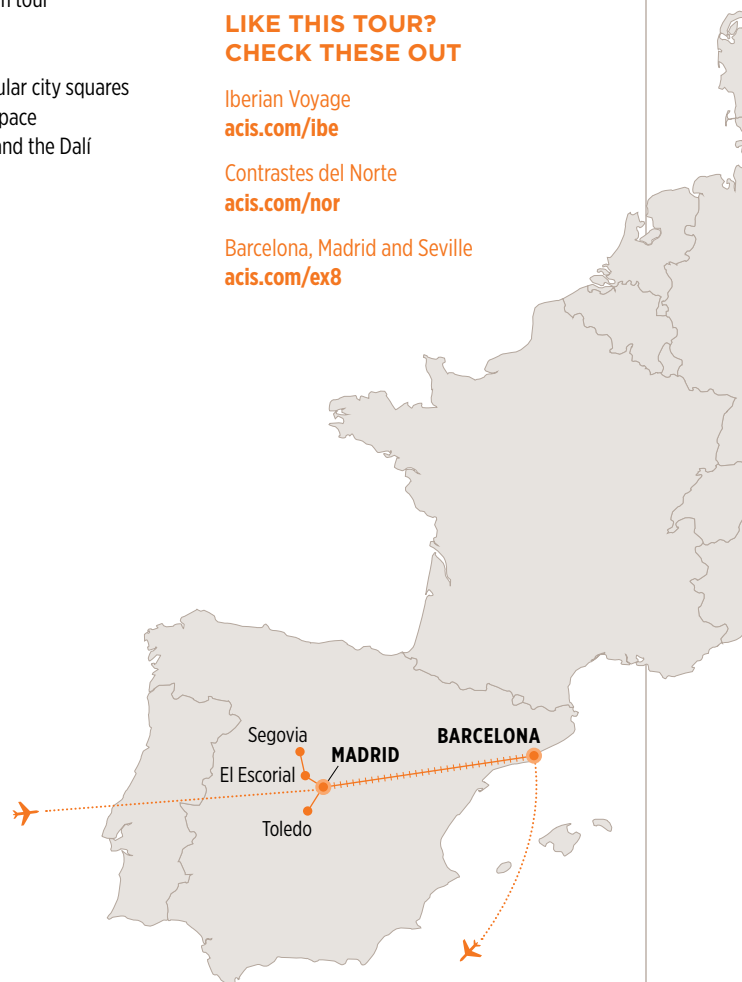 tour
ular city squares
pace
and the Dalí
LIKE THIS TOUR?
CHECK THESE OUT
Iberian Voyage
acis.com/ibe
Contrastes del Norte
acis.com/nor
Barcelona, Madrid and Seville
acis.com/ex8
Segovia
MADRID
BARCELONA
El Escorial
Toledo